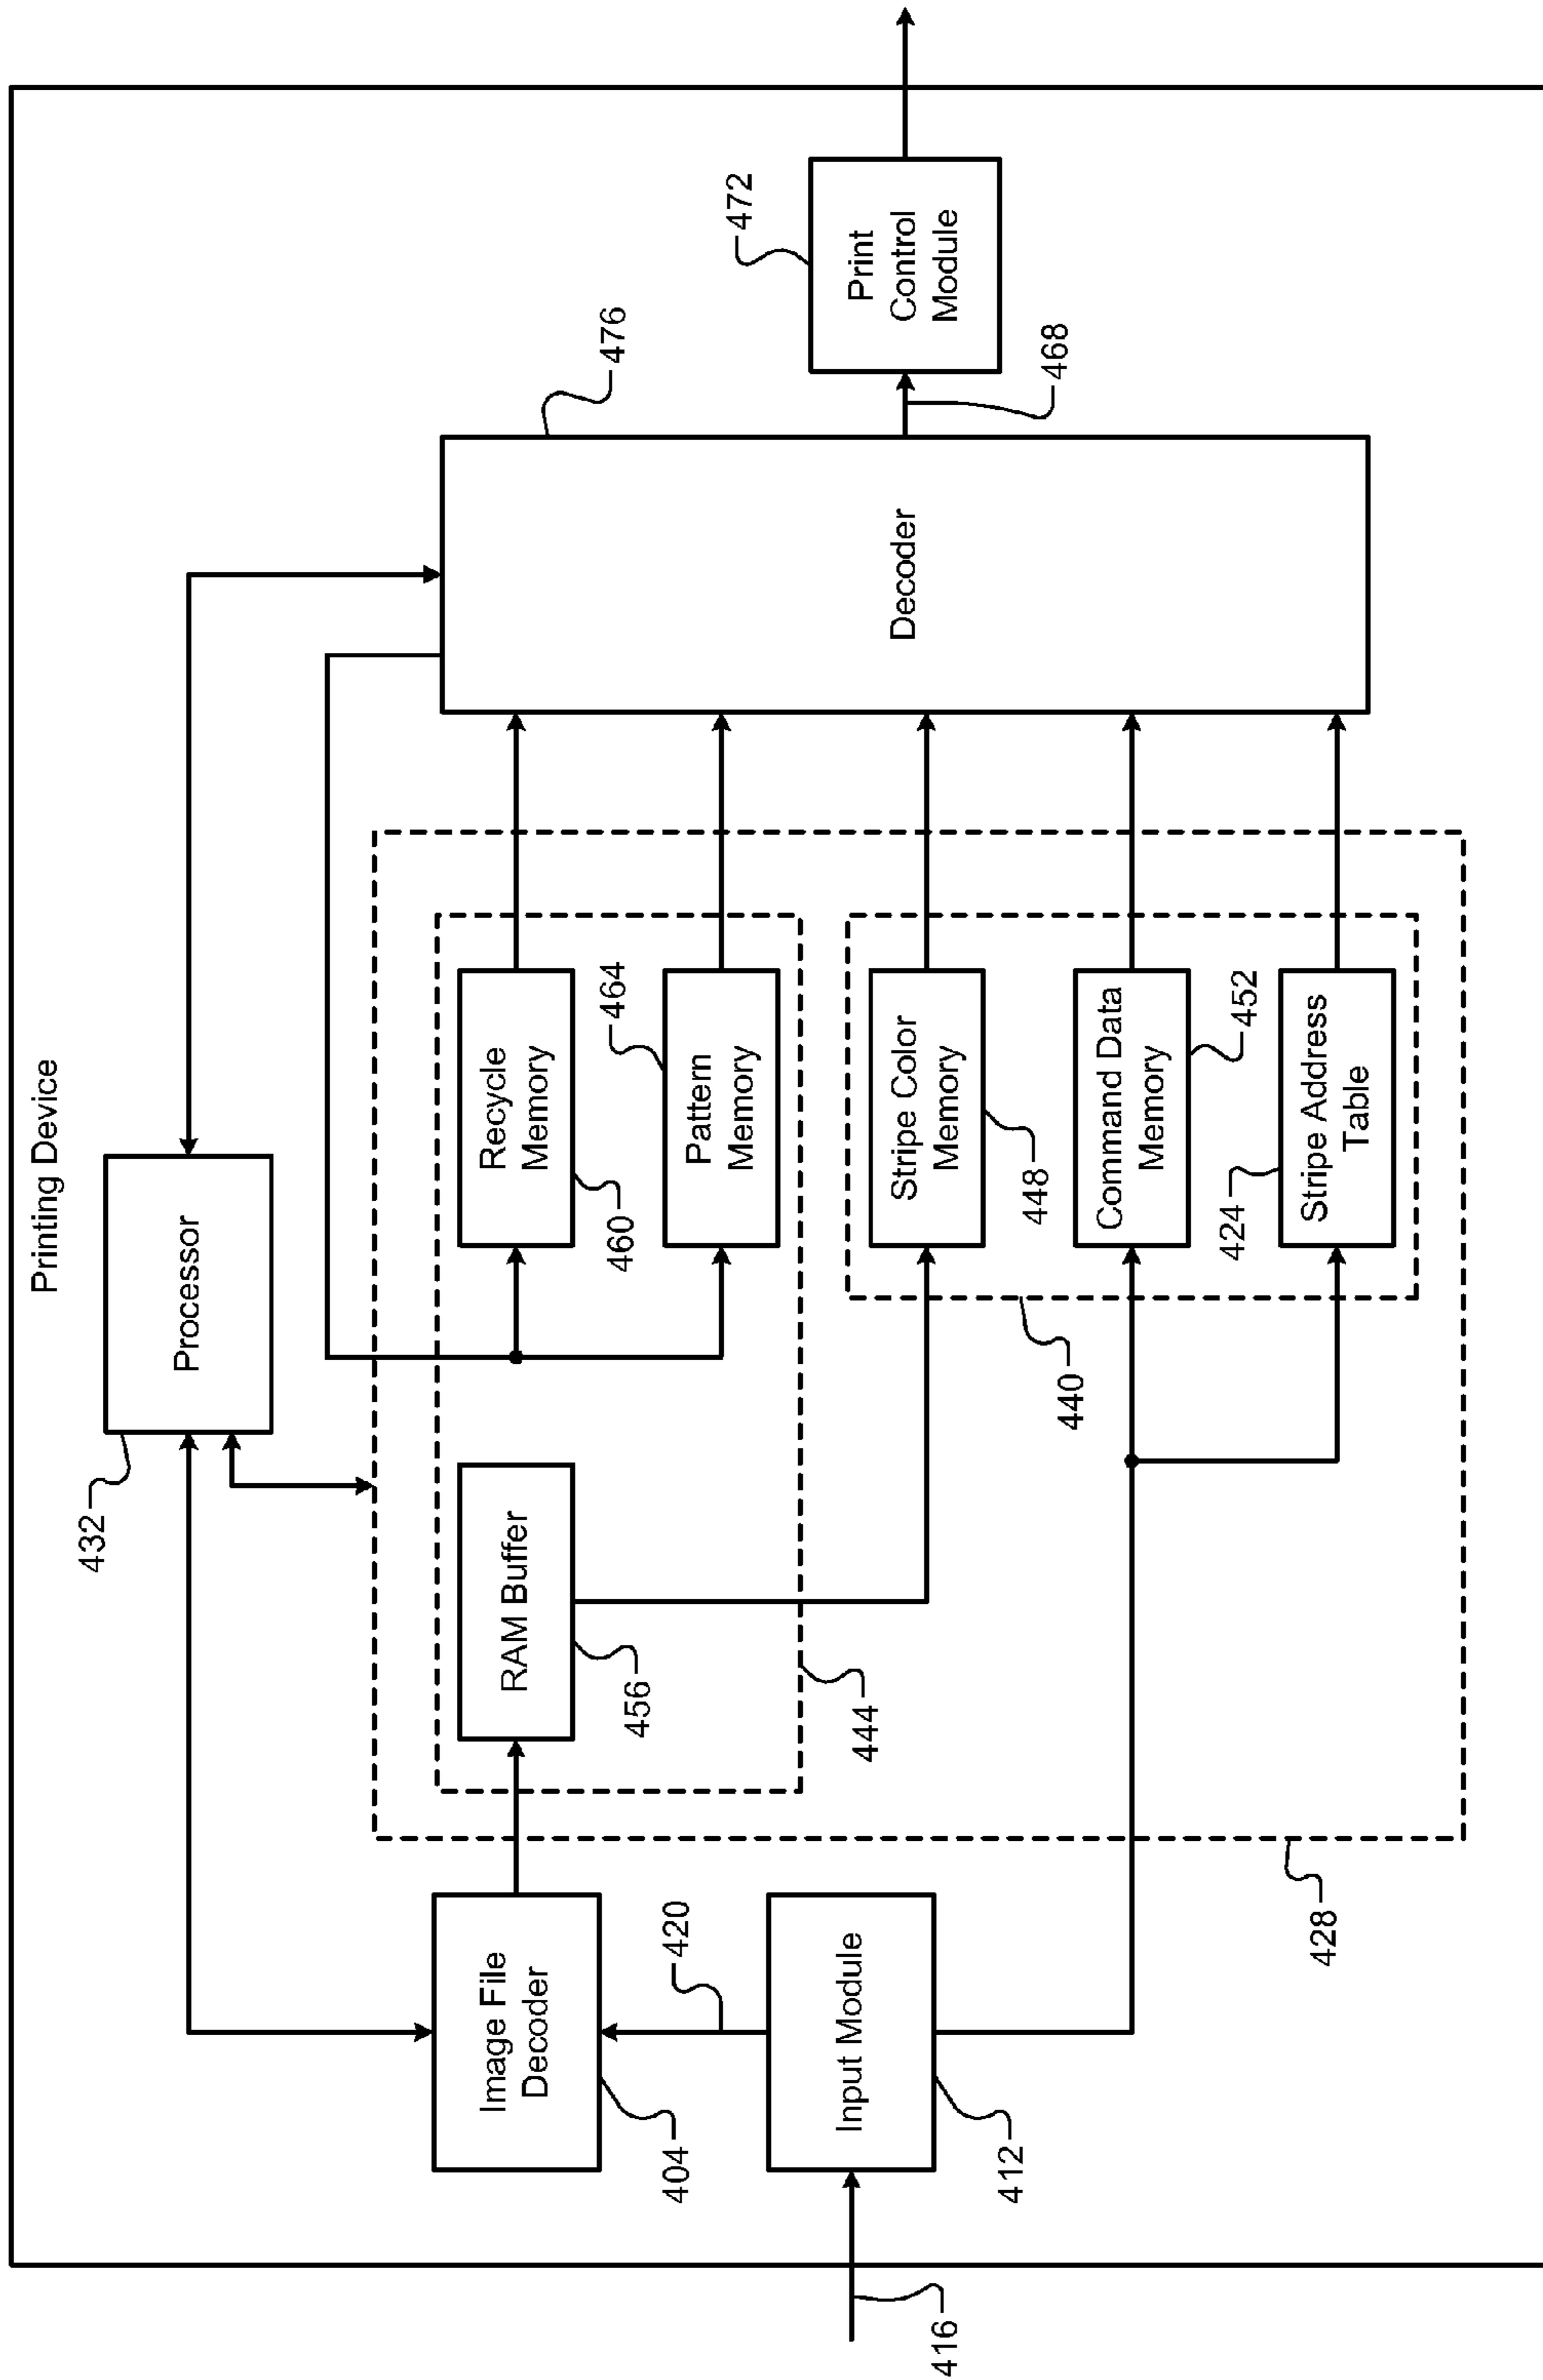 Printing Device
432
Processor
476
Decoder
472
Print
Control
Module
468
Image File
Decoder
404
420
Input Module
412
416
RAM Buffer
456
444
Recycle
Memory
460
464
Pattern
Memory
Stripe Color
Memory
448
440
Command Data
Memory
452
424
Stripe Address
Table
428